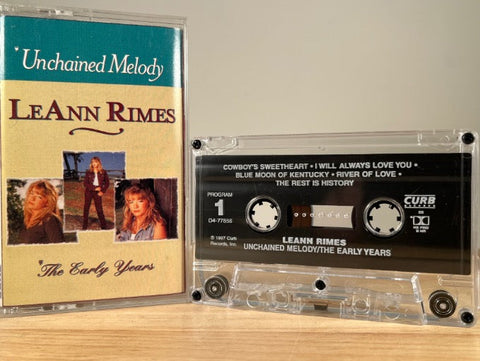 Unchained Melody
LEANN RIMES
The Early Years
COWBOY'S SWEETHEART • I WILL ALWAYS LOVE YOU •
BLUE MOON OF KENTUCKY • RIVER OF LOVE •
THE REST IS HISTORY
PROGRAM
1
D4-77856
℗ 1997 Curb
Records, Inc.
CURB
RECORDS
LEANN RIMES
UNCHAINED MELODY/THE EARLY YEARS